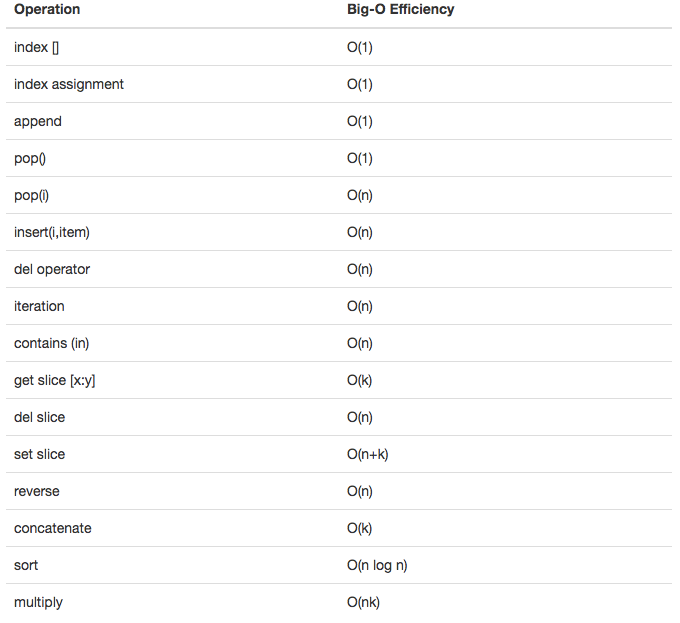 Operation Big-O Efficiency
index [] O(1)
index assignment O(1)
append O(1)
pop() O(1)
pop(i) O(n)
insert(i,item) O(n)
del operator O(n)
iteration O(n)
contains (in) O(n)
get slice [x:y] O(k)
del slice O(n)
set slice O(n+k)
reverse O(n)
concatenate O(k)
sort O(n log n)
multiply O(nk)